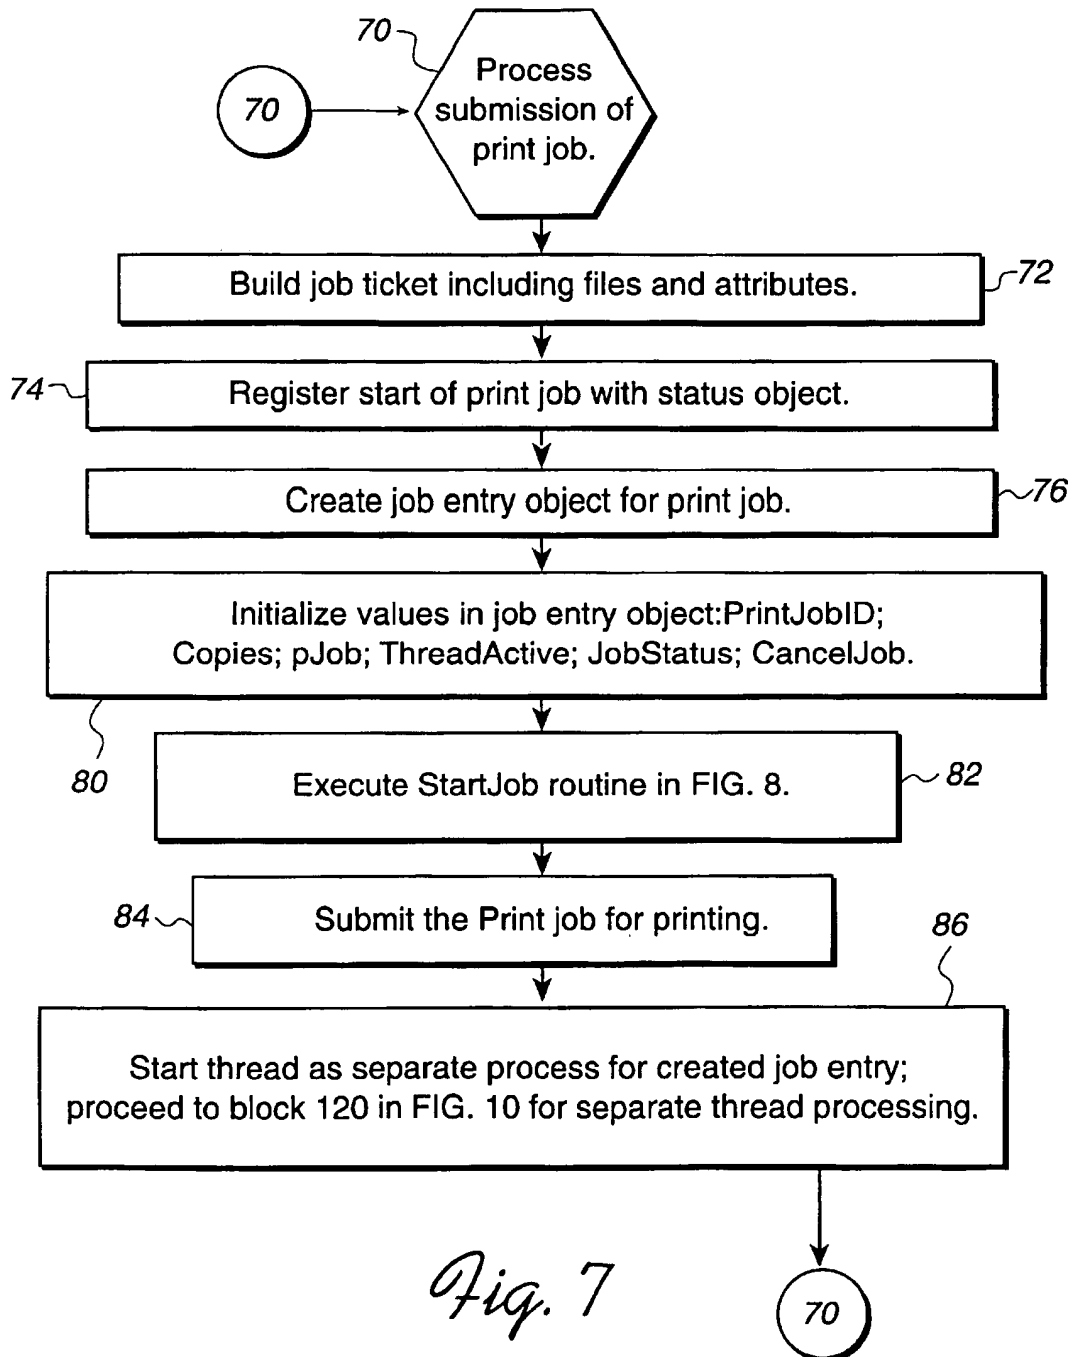 70
70
Process
submission of
print job.
Build job ticket including files and attributes.
72
74
Register start of print job with status object.
Create job entry object for print job.
76
Initialize values in job entry object:PrintJobID;
Copies; pJob; ThreadActive; JobStatus; CancelJob.
80
Execute StartJob routine in FIG. 8.
82
84
Submit the Print job for printing.
86
Start thread as separate process for created job entry;
proceed to block 120 in FIG. 10 for separate thread processing.
Fig. 7
70